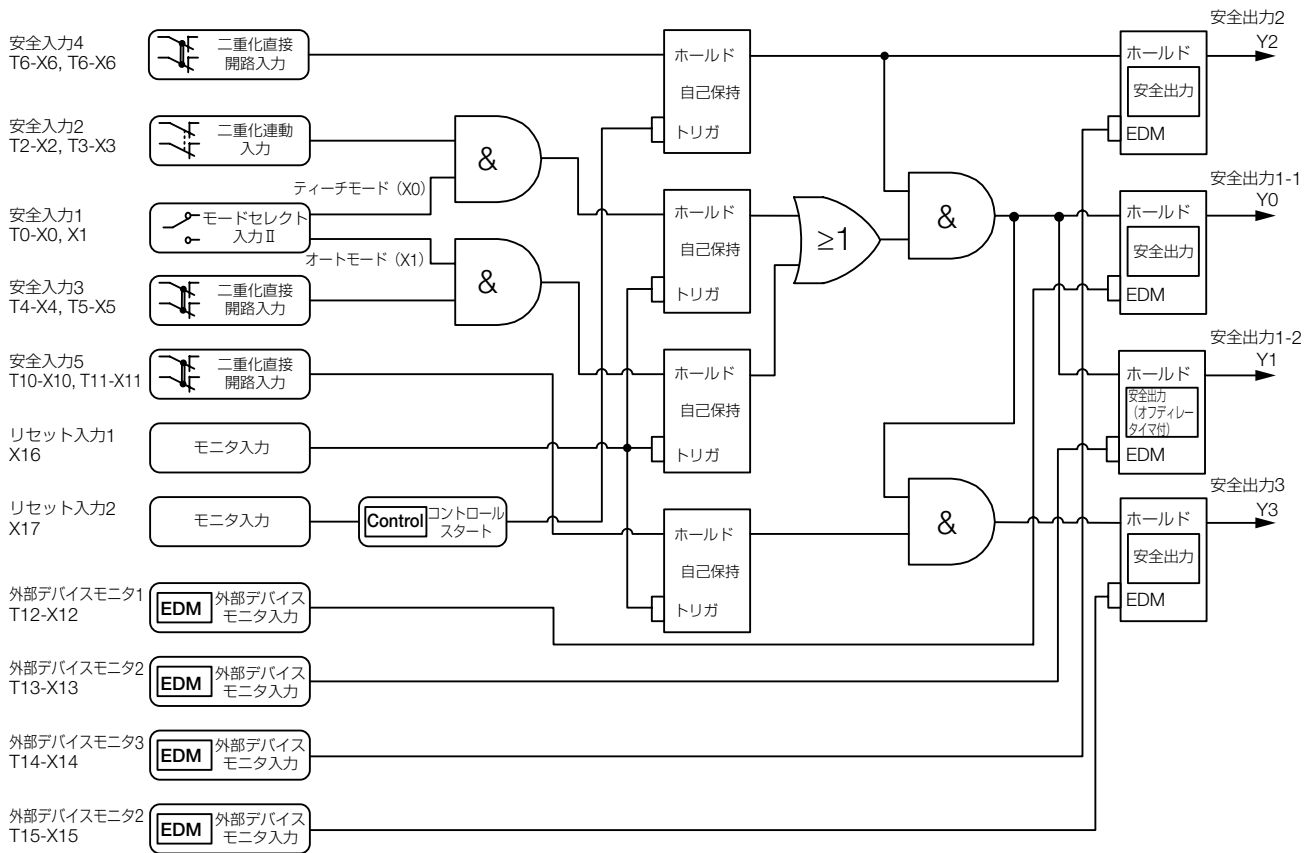 安全入力4
T6-X6, T6-X6
二重化直接
開路入力
安全入力2
T2-X2, T3-X3
二重化連動
入力
安全入力1
T0-X0, X1
モードセレクト
入力Ⅱ
ティーチモード（X0）
オートモード（X1）
安全入力3
T4-X4, T5-X5
二重化直接
開路入力
安全入力5
T10-X10, T11-X11
二重化直接
開路入力
リセット入力1
X16
モニタ入力
リセット入力2
X17
モニタ入力
Control
コントロール
スタート
外部デバイスモニタ1
T12-X12
EDM
外部デバイス
モニタ入力
外部デバイスモニタ2
T13-X13
EDM
外部デバイス
モニタ入力
外部デバイスモニタ3
T14-X14
EDM
外部デバイス
モニタ入力
外部デバイスモニタ2
T15-X15
EDM
外部デバイス
モニタ入力
&
&
ホールド
自己保持
トリガ
ホールド
自己保持
トリガ
ホールド
自己保持
トリガ
ホールド
自己保持
トリガ
≥1
&
&
安全出力2
Y2
ホールド
安全出力
EDM
安全出力1-1
Y0
ホールド
安全出力
EDM
安全出力1-2
Y1
ホールド
安全出力
（オフディレー
タイマ付）
EDM
安全出力3
Y3
ホールド
安全出力
EDM